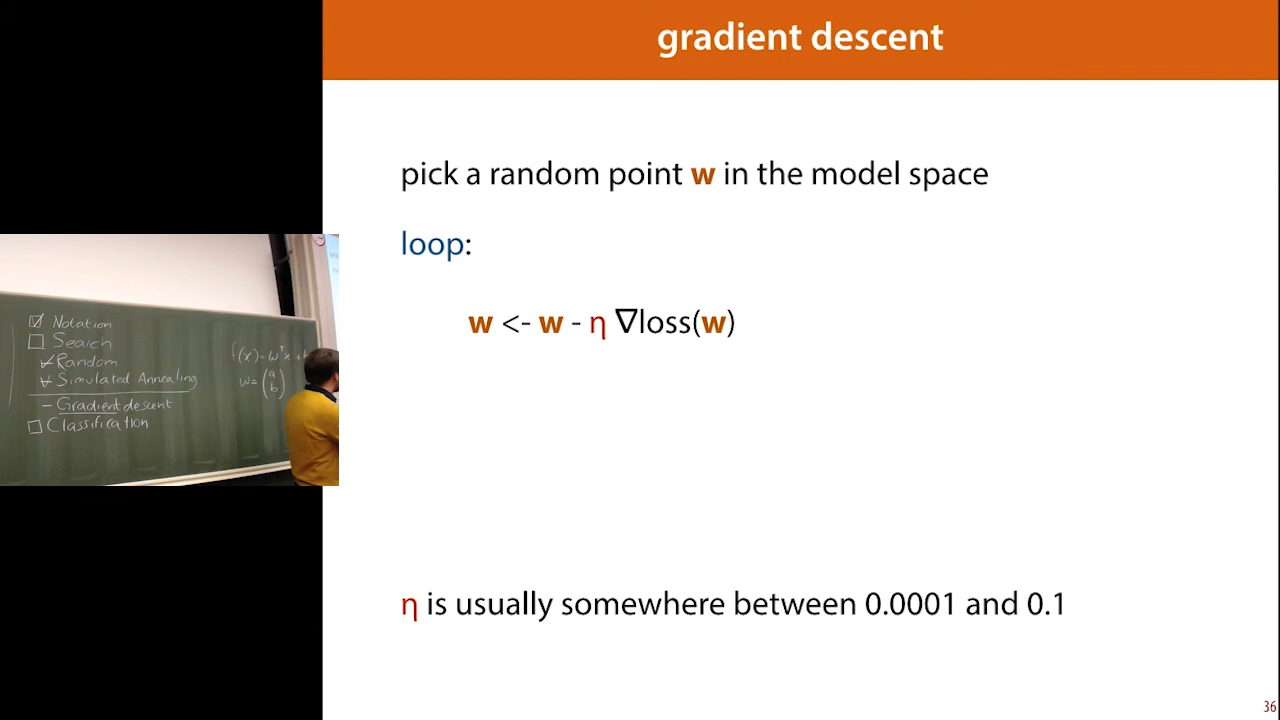 gradient descent
pick a random point w in the model space
loop:
w <- w - η ∇loss(w)
η is usually somewhere between 0.0001 and 0.1
36
Notation
Search
Random
Simulated Annealing
- Gradient descent
Classification
f(x) = wᵀx +
w = (a
b)